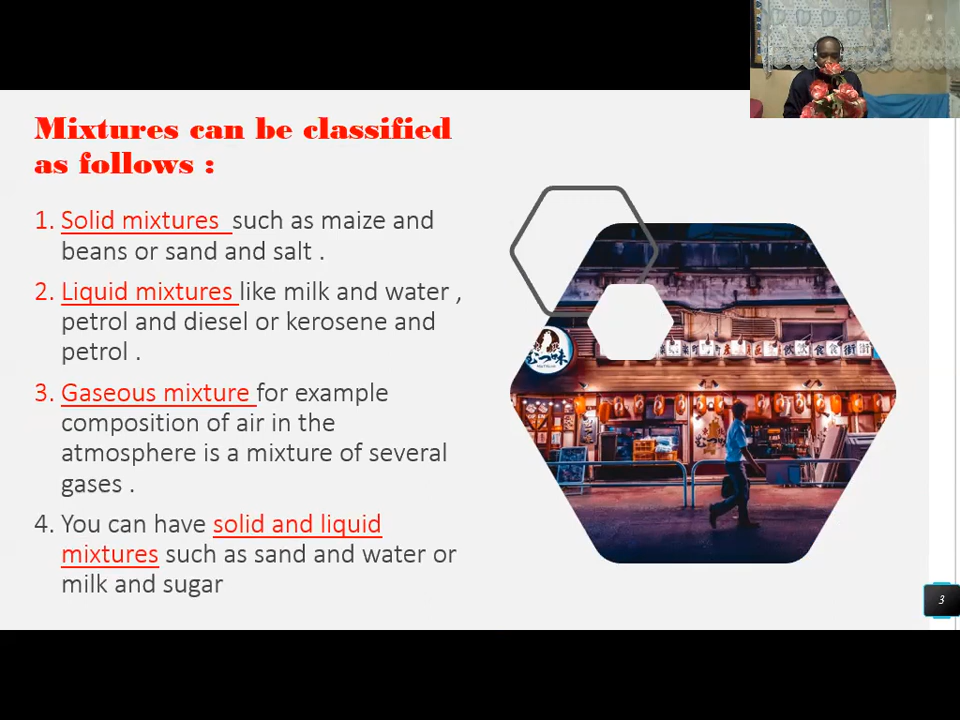 Mixtures can be classified
as follows :
1. Solid mixtures such as maize and
beans or sand and salt .
2. Liquid mixtures like milk and water ,
petrol and diesel or kerosene and
petrol .
3. Gaseous mixture for example
composition of air in the
atmosphere is a mixture of several
gases .
4. You can have solid and liquid
mixtures such as sand and water or
milk and sugar
3